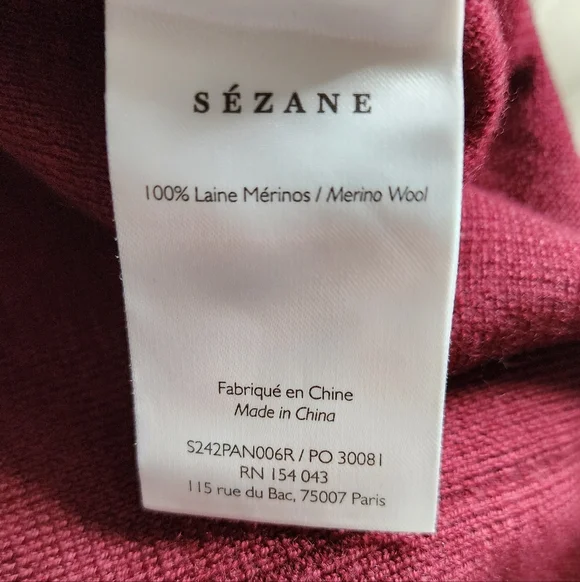 SÉZANE
100% Laine Mérinos / Merino Wool
Fabriqué en Chine
Made in China
S242PAN006R / PO 30081
RN 154 043
115 rue du Bac, 75007 Paris